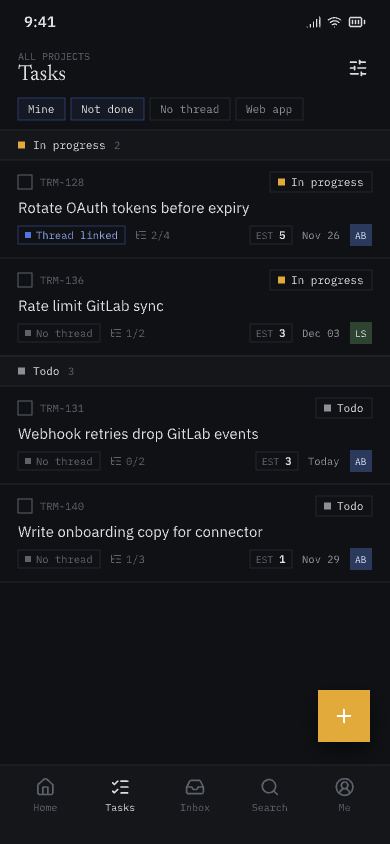 9:41
ALL PROJECTS
Tasks
Mine Not done No thread Web app
In progress 2
TRM-128 In progress
Rotate OAuth tokens before expiry
Thread linked 2/4 EST 5 Nov 26 AB
TRM-136 In progress
Rate limit GitLab sync
No thread 1/2 EST 3 Dec 03 LS
Todo 3
TRM-131 Todo
Webhook retries drop GitLab events
No thread 0/2 EST 3 Today AB
TRM-140 Todo
Write onboarding copy for connector
No thread 1/3 EST 1 Nov 29 AB
Home Tasks Inbox Search Me